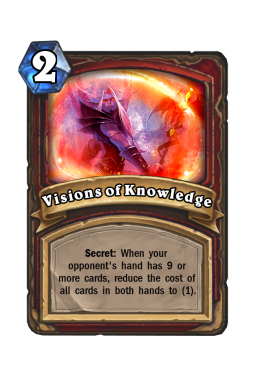 2
Visions of Knowledge
Secret: When your
opponent's hand has 9 or
more cards, reduce the cost of
all cards in both hands to (1).